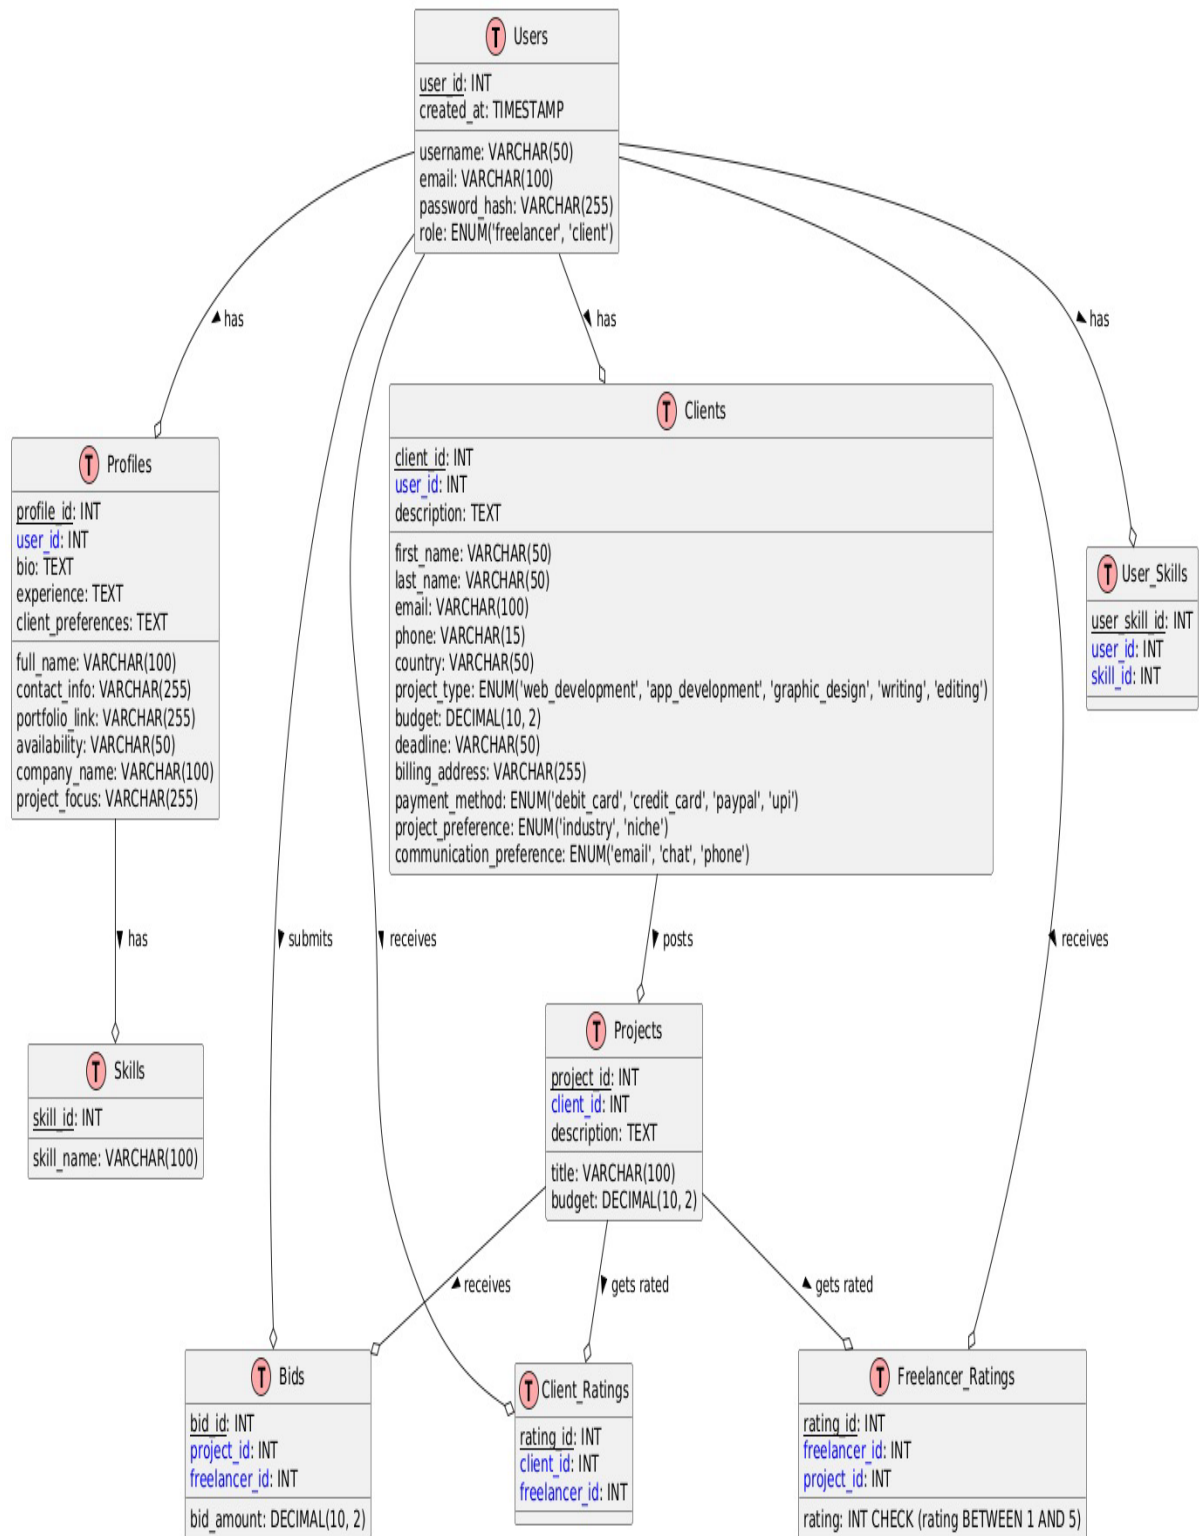 T Users
user_id: INT
created_at: TIMESTAMP
username: VARCHAR(50)
email: VARCHAR(100)
password_hash: VARCHAR(255)
role: ENUM('freelancer', 'client')
has
has
has
T Clients
client_id: INT
user_id: INT
description: TEXT
first_name: VARCHAR(50)
last_name: VARCHAR(50)
email: VARCHAR(100)
phone: VARCHAR(15)
country: VARCHAR(50)
project_type: ENUM('web_development', 'app_development', 'graphic_design', 'writing', 'editing')
budget: DECIMAL(10, 2)
deadline: VARCHAR(50)
billing_address: VARCHAR(255)
payment_method: ENUM('debit_card', 'credit_card', 'paypal', 'upi')
project_preference: ENUM('industry', 'niche')
communication_preference: ENUM('email', 'chat', 'phone')
T Profiles
profile_id: INT
user_id: INT
bio: TEXT
experience: TEXT
client_preferences: TEXT
full_name: VARCHAR(100)
contact_info: VARCHAR(255)
portfolio_link: VARCHAR(255)
availability: VARCHAR(50)
company_name: VARCHAR(100)
project_focus: VARCHAR(255)
T User_Skills
user_skill_id: INT
user_id: INT
skill_id: INT
has
submits
receives
posts
receives
T Projects
project_id: INT
client_id: INT
description: TEXT
title: VARCHAR(100)
budget: DECIMAL(10, 2)
T Skills
skill_id: INT
skill_name: VARCHAR(100)
receives
gets rated
gets rated
T Bids
bid_id: INT
project_id: INT
freelancer_id: INT
bid_amount: DECIMAL(10, 2)
T Client_Ratings
rating_id: INT
client_id: INT
freelancer_id: INT
T Freelancer_Ratings
rating_id: INT
freelancer_id: INT
project_id: INT
rating: INT CHECK (rating BETWEEN 1 AND 5)